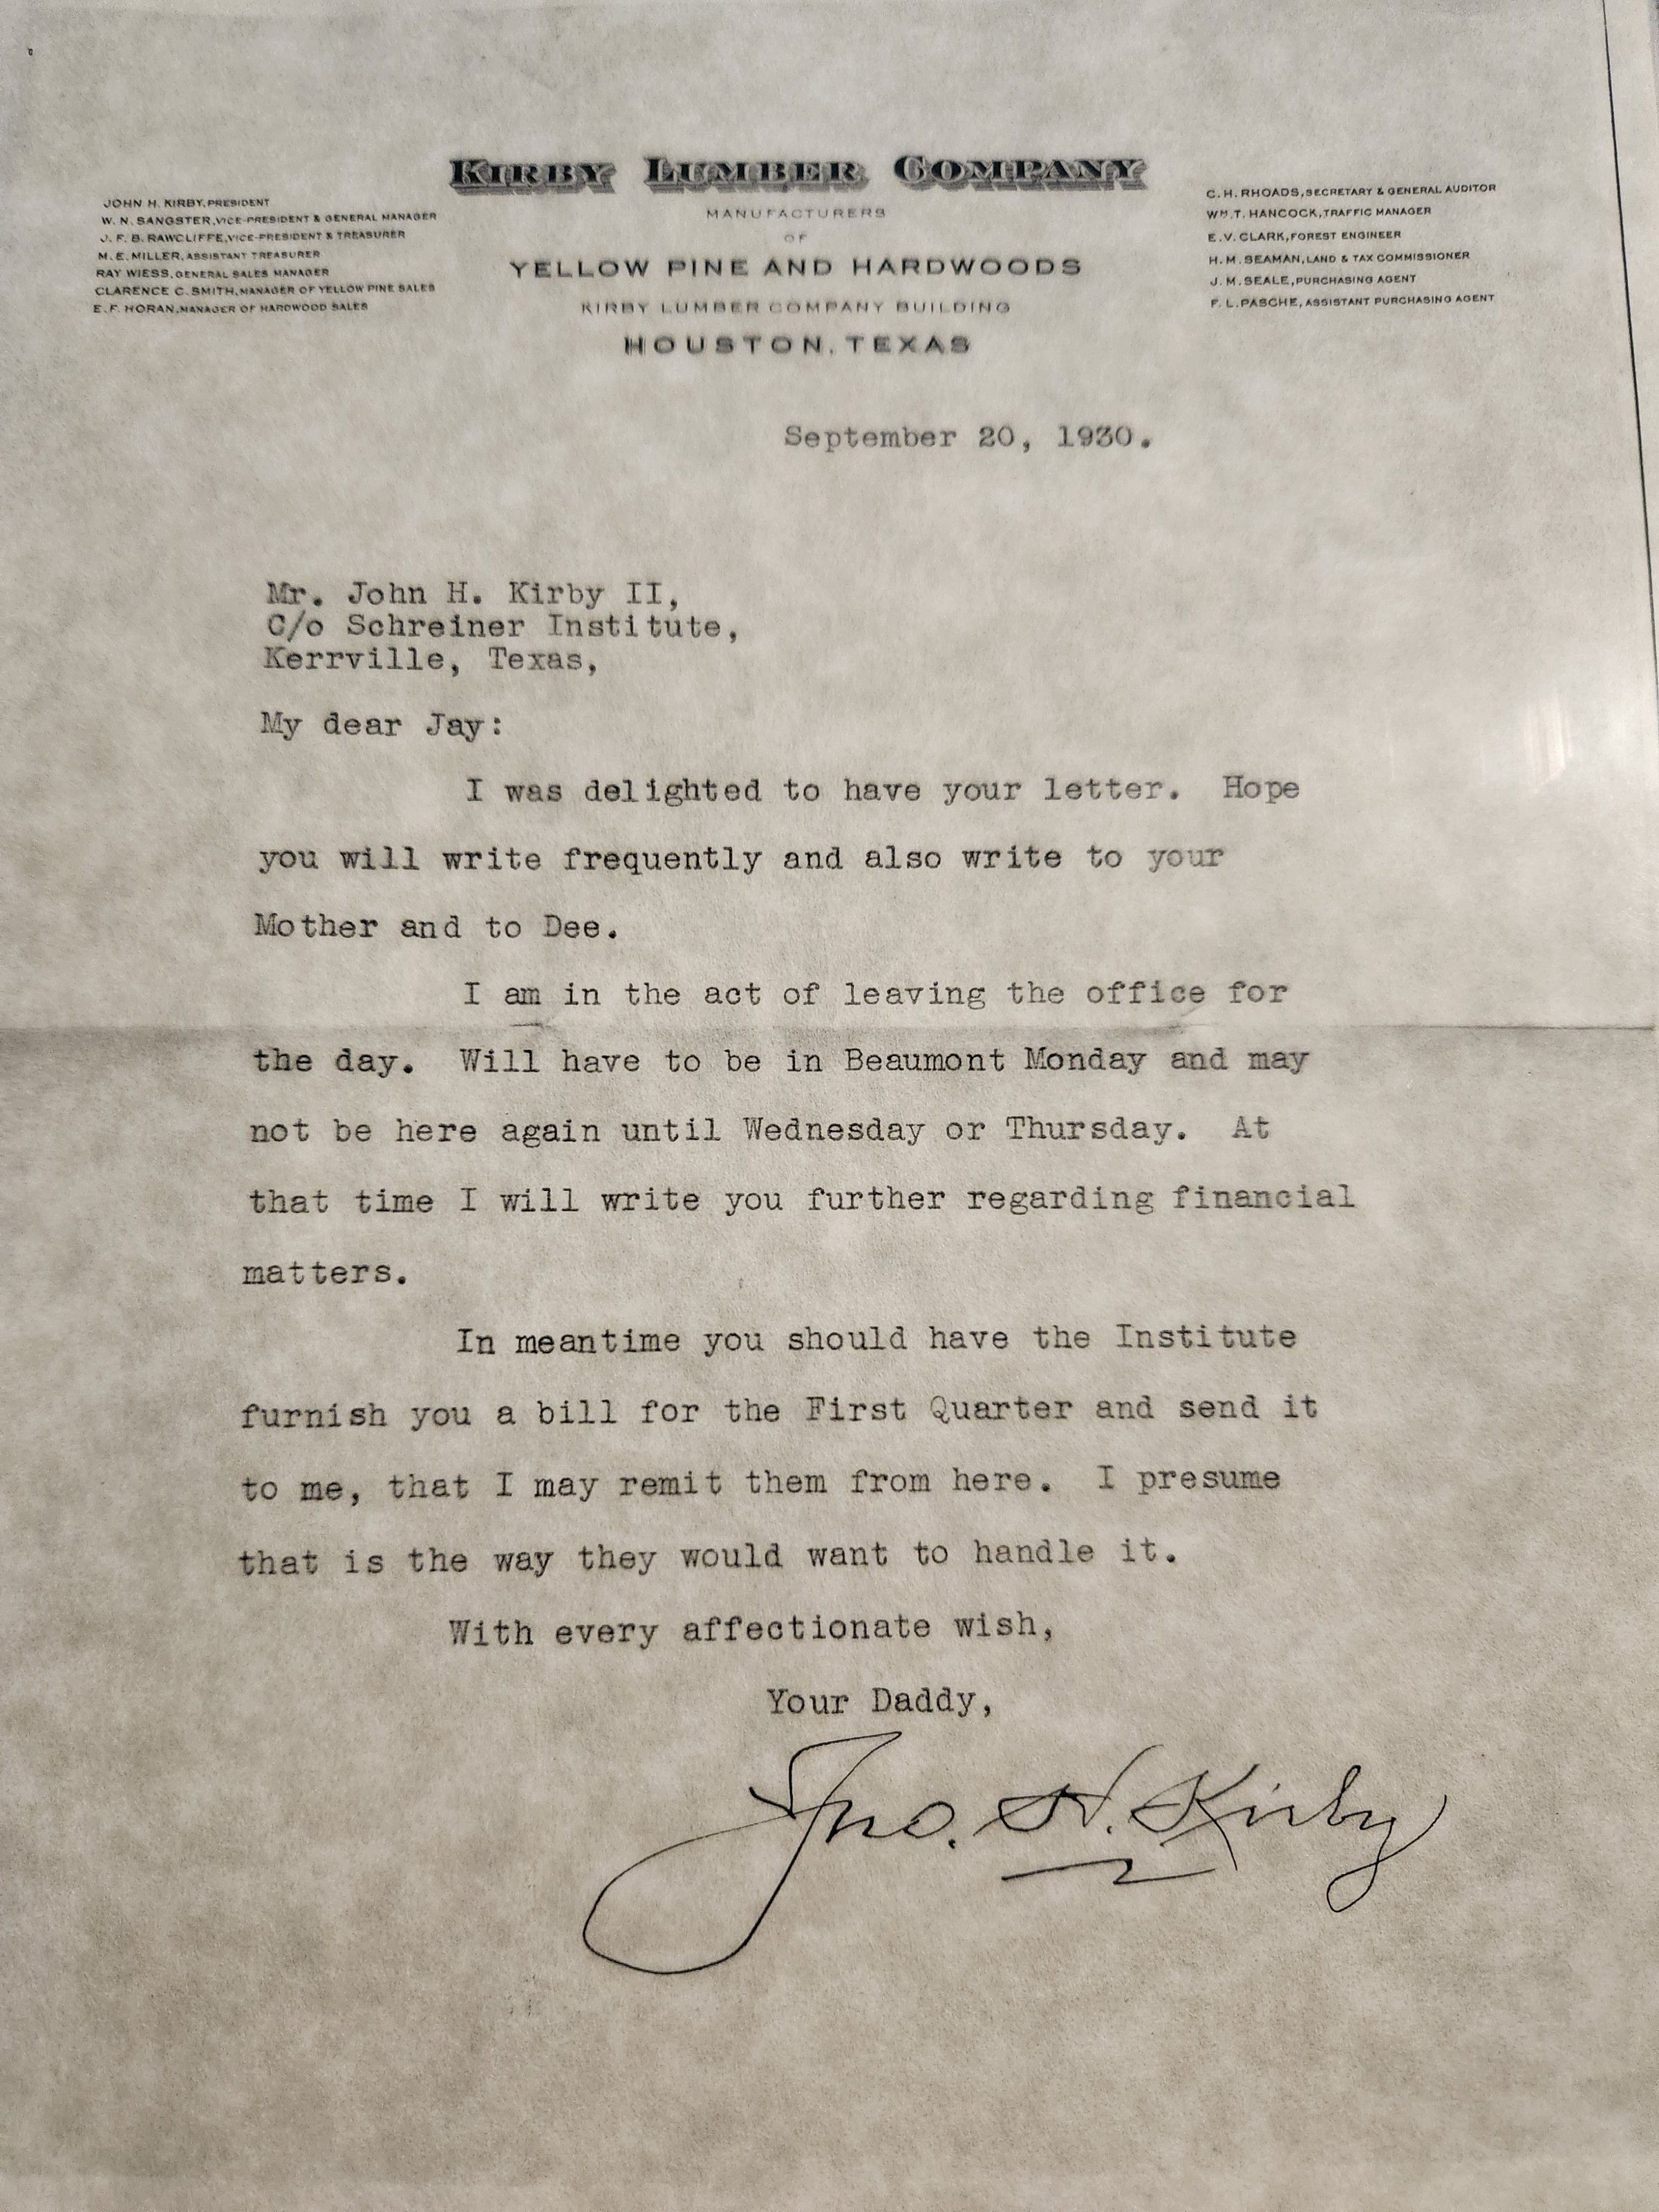 KIRBY LUMBER COMPANY
MANUFACTURERS
OF
YELLOW PINE AND HARDWOODS
KIRBY LUMBER COMPANY BUILDING
HOUSTON, TEXAS
JOHN H. KIRBY, PRESIDENT
W. N. SANGSTER, VICE-PRESIDENT & GENERAL MANAGER
J. F. B. RAWCLIFFE, VICE-PRESIDENT & TREASURER
M. E. MILLER, ASSISTANT TREASURER
RAY WIESS, GENERAL SALES MANAGER
CLARENCE C. SMITH, MANAGER OF YELLOW PINE SALES
E. F. HORAN, MANAGER OF HARDWOOD SALES
C. H. RHOADS, SECRETARY & GENERAL AUDITOR
WM. T. HANCOCK, TRAFFIC MANAGER
E. V. CLARK, FOREST ENGINEER
H. M. SEAMAN, LAND & TAX COMMISSIONER
J. M. SEALE, PURCHASING AGENT
F. L. PASCHE, ASSISTANT PURCHASING AGENT
September 20, 1930.
Mr. John H. Kirby II,
C/o Schreiner Institute,
Kerrville, Texas,
My dear Jay:
I was delighted to have your letter. Hope
you will write frequently and also write to your
Mother and to Dee.
I am in the act of leaving the office for
the day. Will have to be in Beaumont Monday and may
not be here again until Wednesday or Thursday. At
that time I will write you further regarding financial
matters.
In meantime you should have the Institute
furnish you a bill for the First Quarter and send it
to me, that I may remit them from here. I presume
that is the way they would want to handle it.
With every affectionate wish,
Your Daddy,
Jno. H. Kirby